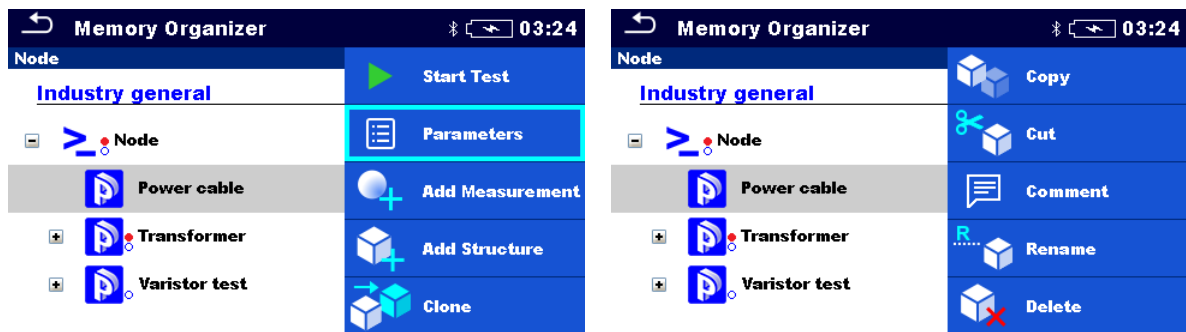 Memory Organizer 03:24
Node
Industry general
Node
Power cable
Transformer
Varistor test
Start Test
Parameters
Add Measurement
Add Structure
Clone
Memory Organizer 03:24
Node
Industry general
Node
Power cable
Transformer
Varistor test
Copy
Cut
Comment
R
Rename
Delete